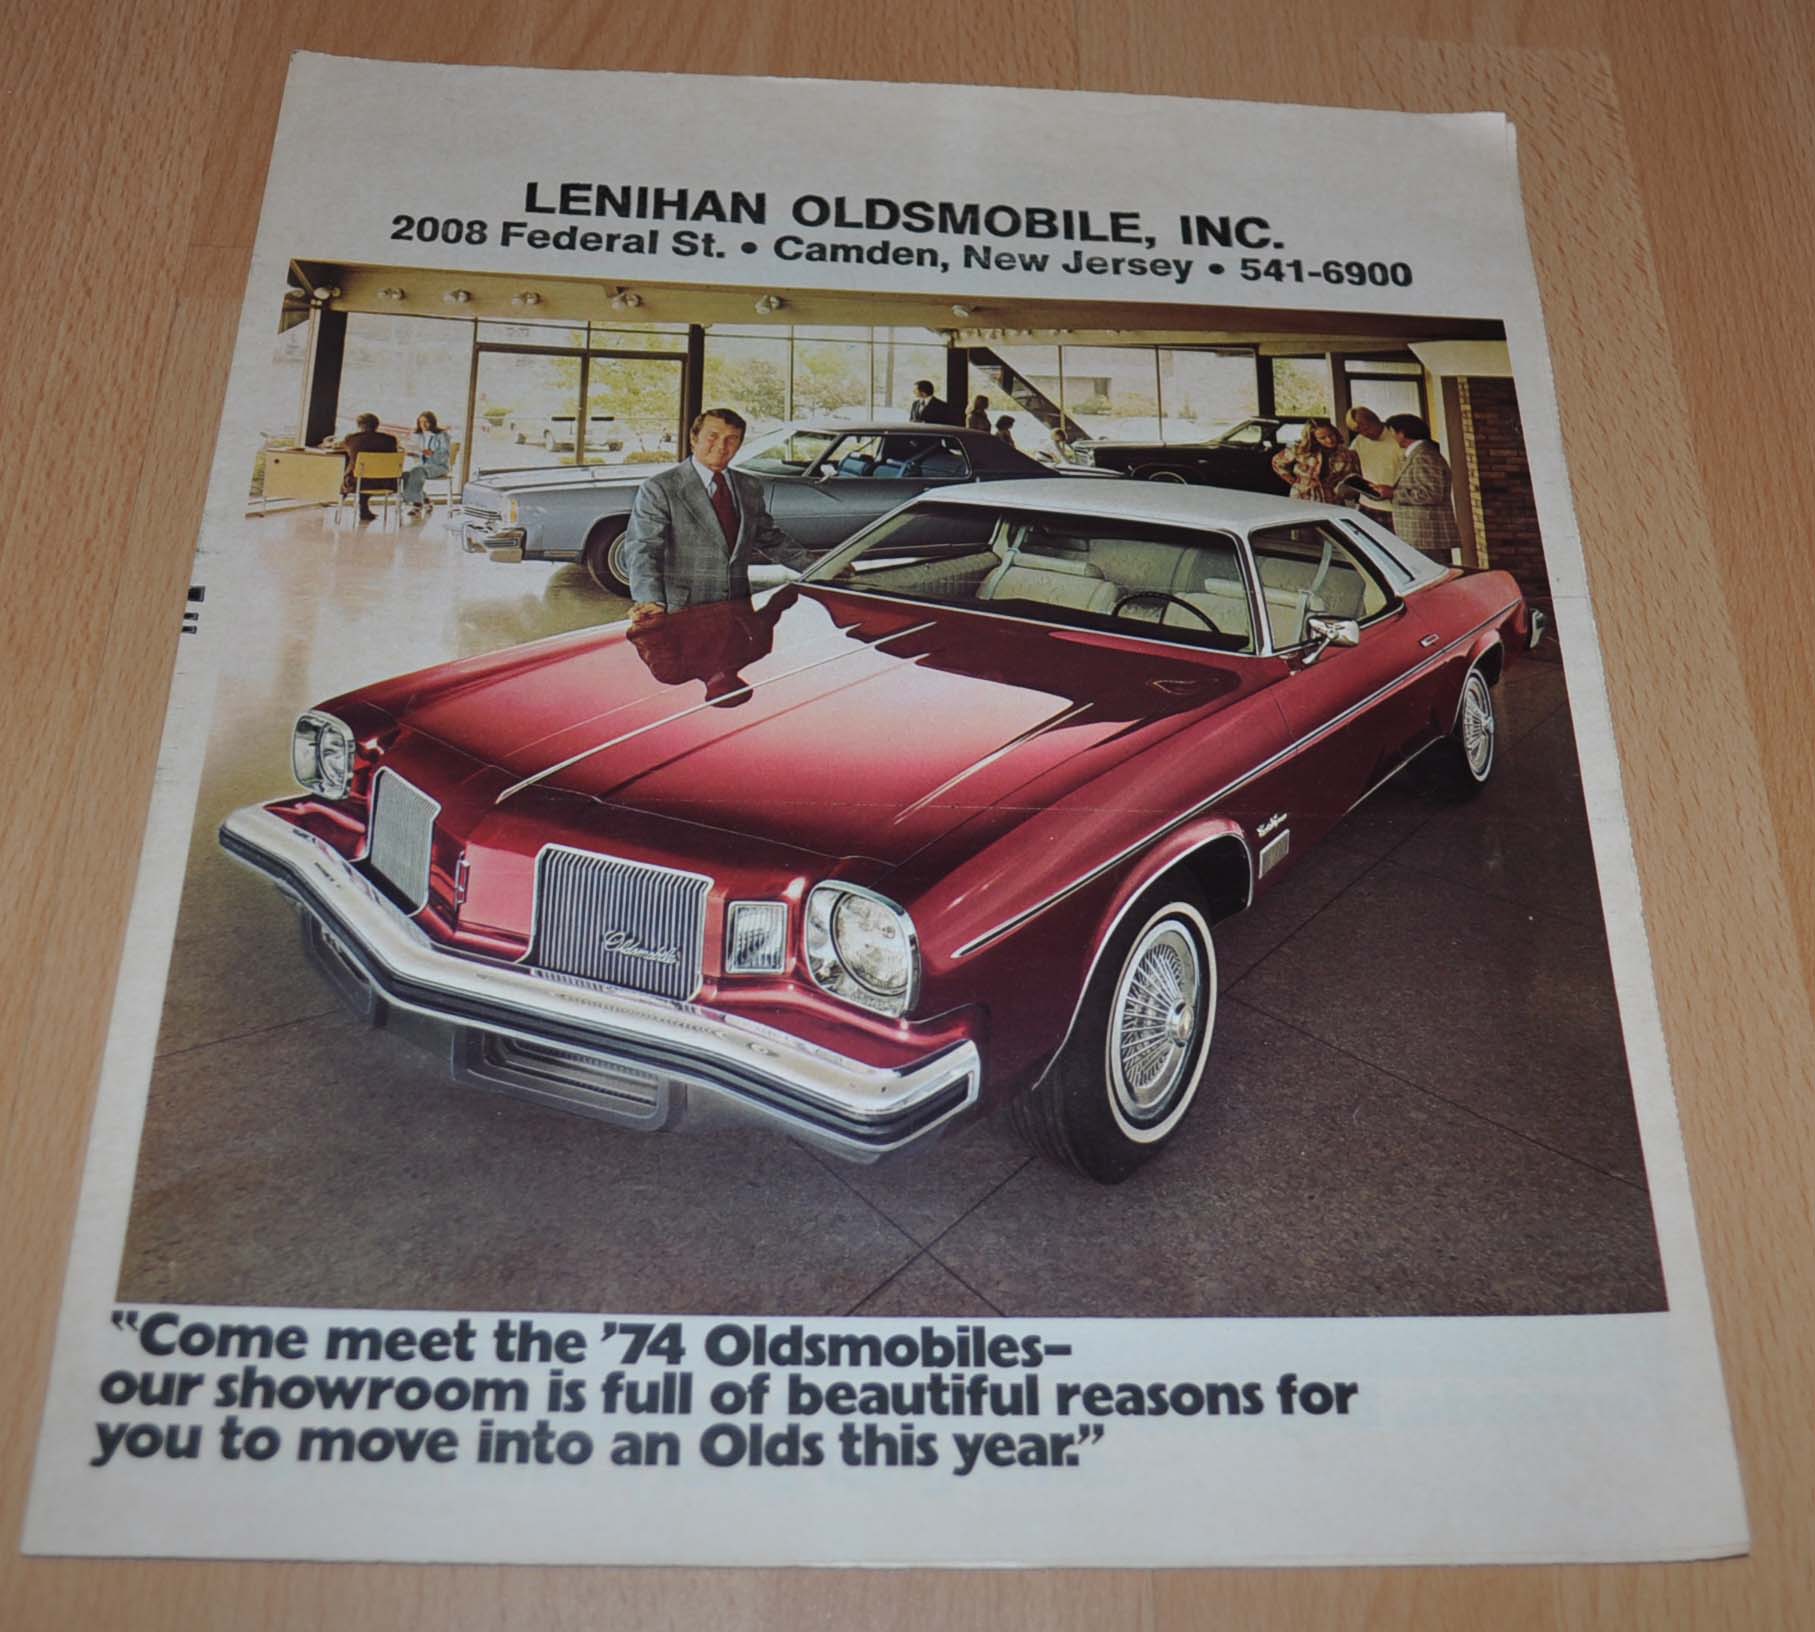 LENIHAN OLDSMOBILE, INC.
2008 Federal St. • Camden, New Jersey • 541-6900
Oldsmobile
"Come meet the '74 Oldsmobiles–
our showroom is full of beautiful reasons for
you to move into an Olds this year."